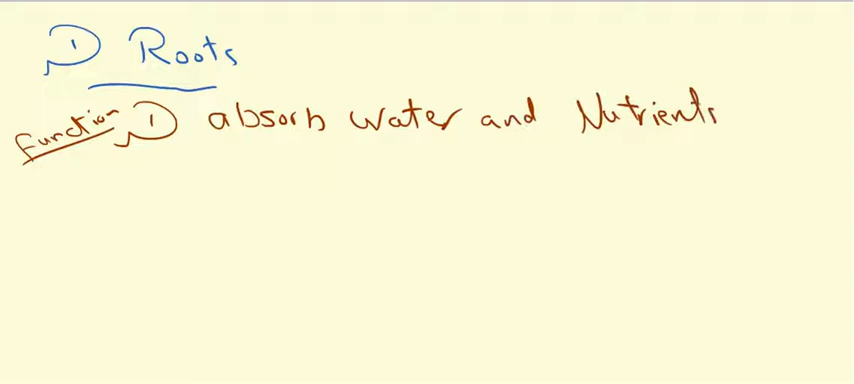 1 Roots
Function 1 absorb water and Nutrients